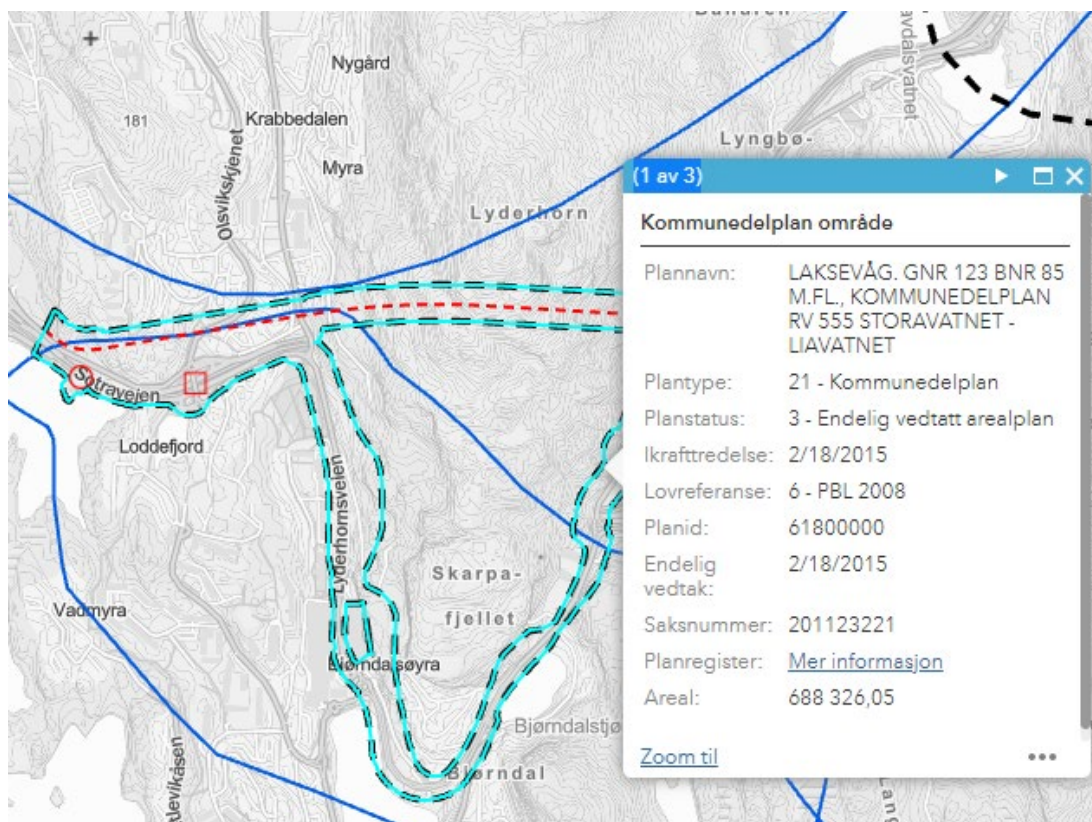 Nygård
181
Krabbedalen
Myra
Olsvikskjenet
Lyngbø-
Lyderhorn
Sotraveien
Loddefjord
Lyderhornsveien
Skarpa-
fjellet
Vadmyra
Bjørndalsøyra
Bjørndal
(1 av 3)
Kommunedelplan område
Plannavn: LAKSEVÅG. GNR 123 BNR 85
M.FL., KOMMUNEDELPLAN
RV 555 STORAVATNET -
LIAVATNET
Plantype: 21 - Kommunedelplan
Planstatus: 3 - Endelig vedtatt arealplan
Ikrafttredelse: 2/18/2015
Lovreferanse: 6 - PBL 2008
Planid: 61800000
Endelig
vedtak: 2/18/2015
Saksnummer: 201123221
Planregister: Mer informasjon
Areal: 688 326,05
Zoom til